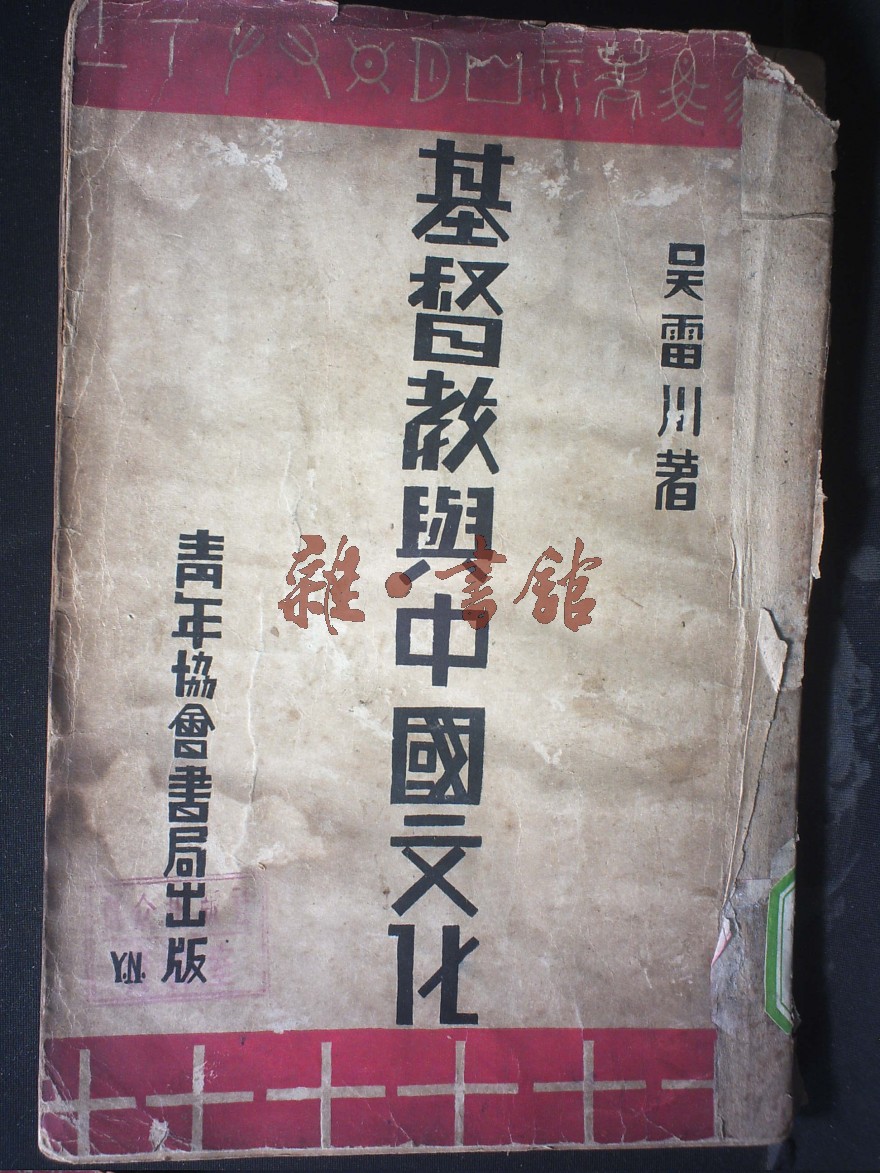 吴雷川著
基督教與中國文化
青年協會書局出版
Y.N.
雜·書館